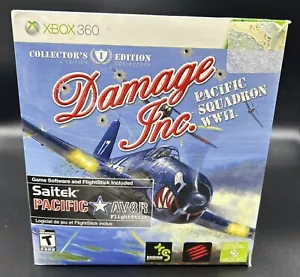 XBOX 360
COLLECTOR'S EDITION
Damage
Inc.
PACIFIC
SQUADRON
WWII
Game Software and FlightStick Included
Saitek
PACIFIC AV8R
FlightStick
Logiciel de jeu et FlightStick inclus
T